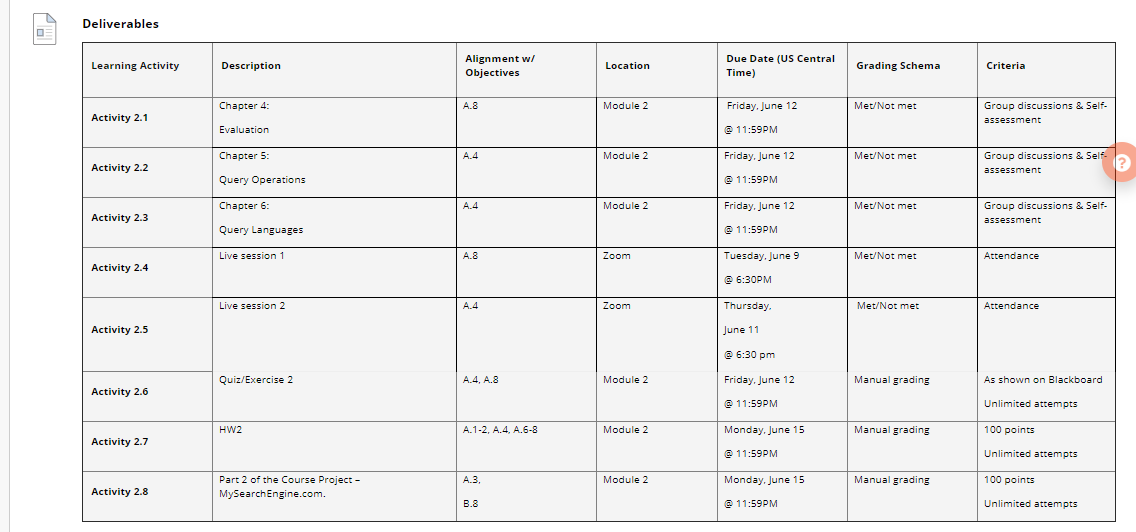 Deliverables
Learning Activity
Description
Alignment w/
Objectives
Location
Due Date (US Central
Time)
Grading Schema
Criteria
Activity 2.1
Chapter 4:
Evaluation
A.8
Module 2
Friday, June 12
@ 11:59PM
Met/Not met
Group discussions & Self-
assessment
Activity 2.2
Chapter 5:
Query Operations
A.4
Module 2
Friday, June 12
@ 11:59PM
Met/Not met
Group discussions & Self-
assessment
?
Activity 2.3
Chapter 6:
Query Languages
A.4
Module 2
Friday, June 12
@ 11:59PM
Met/Not met
Group discussions & Self-
assessment
Activity 2.4
Live session 1
A.8
Zoom
Tuesday, June 9
@ 6:30PM
Met/Not met
Attendance
Activity 2.5
Live session 2
A.4
Zoom
Thursday,
June 11
@ 6:30 pm
Met/Not met
Attendance
Activity 2.6
Quiz/Exercise 2
A.4, A.8
Module 2
Friday, June 12
@ 11:59PM
Manual grading
As shown on Blackboard
Unlimited attempts
Activity 2.7
HW2
A.1-2, A.4, A.6-8
Module 2
Monday, June 15
@ 11:59PM
Manual grading
100 points
Unlimited attempts
Activity 2.8
Part 2 of the Course Project –
MySearchEngine.com.
A.3,
B.8
Module 2
Monday, June 15
@ 11:59PM
Manual grading
100 points
Unlimited attempts